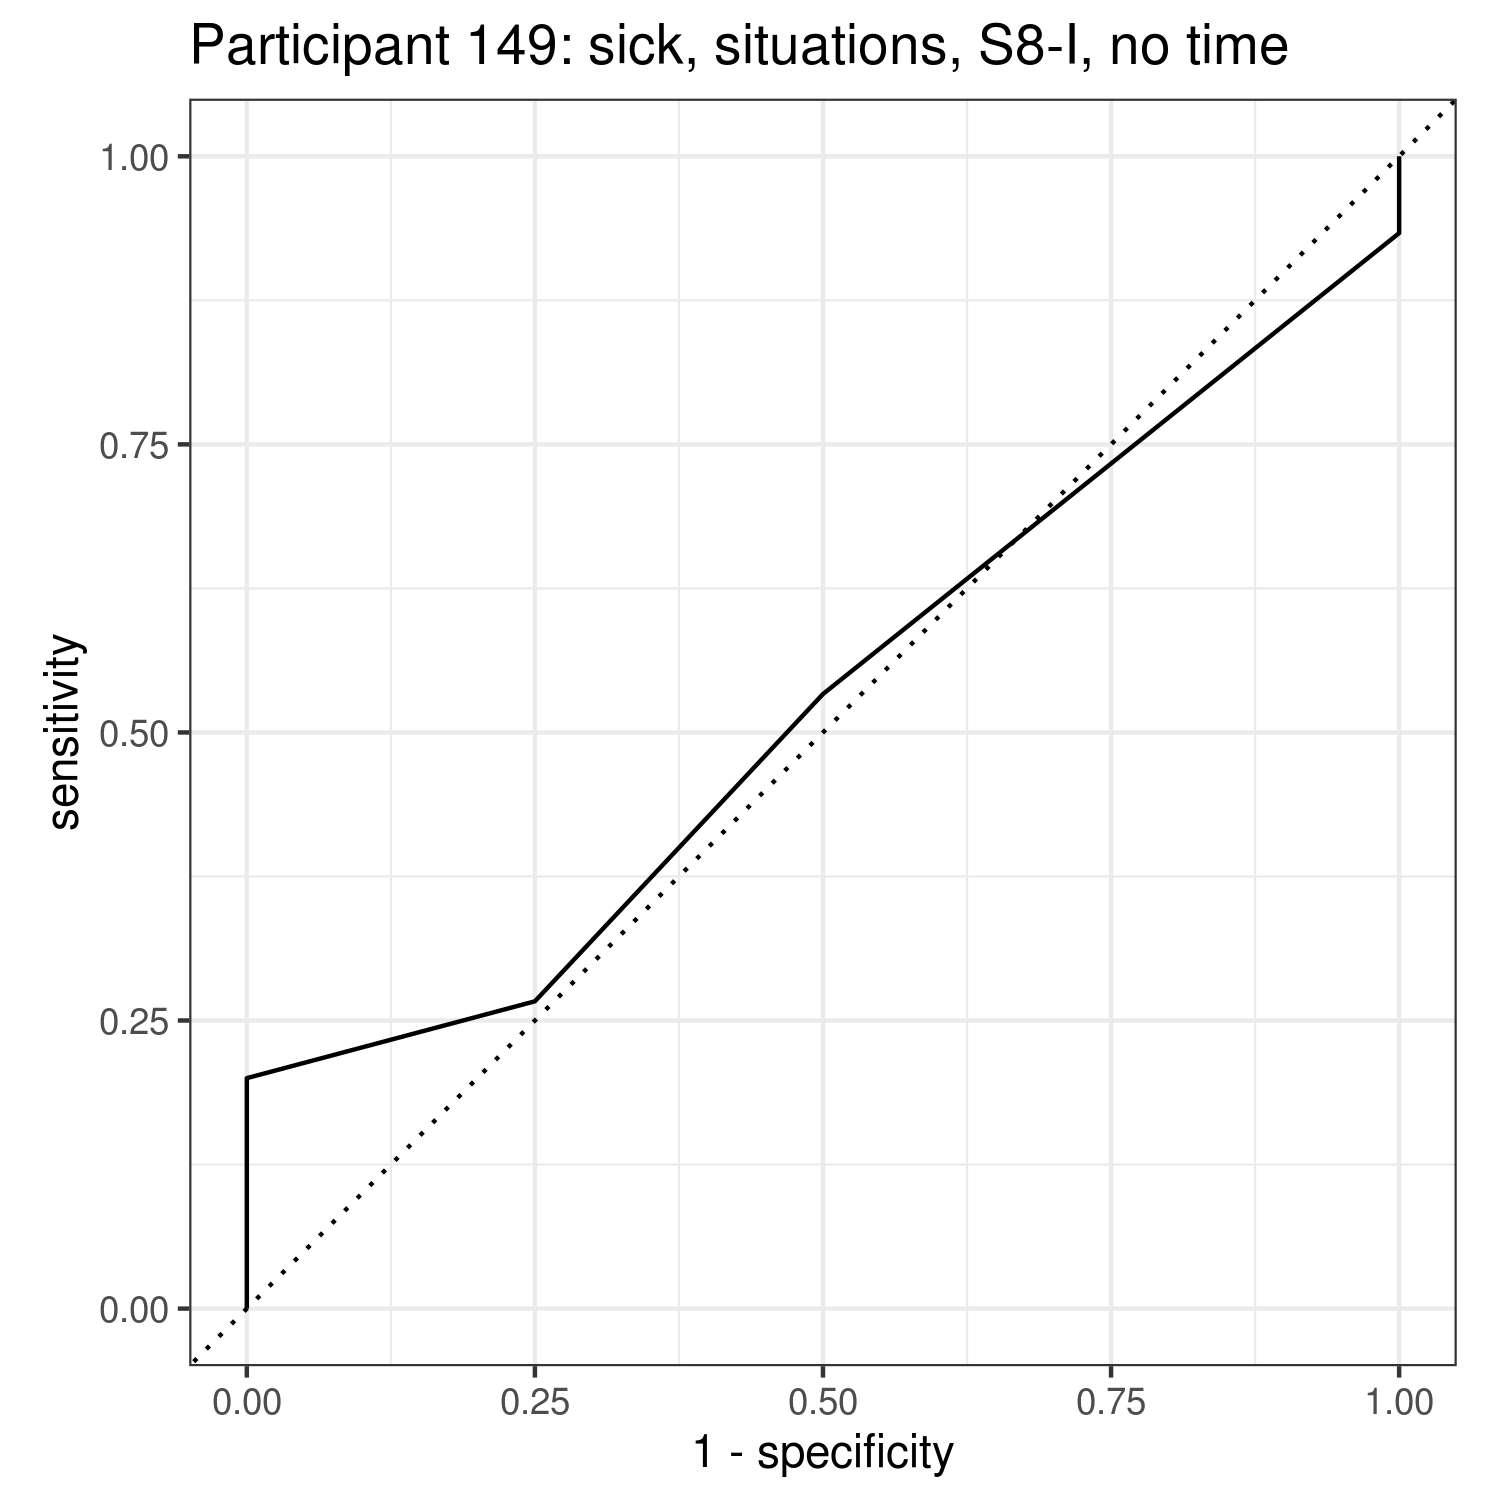 Participant 149: sick, situations, S8-I, no time
sensitivity
1.00
0.75
0.50
0.25
0.00
0.00 0.25 0.50 0.75 1.00
1 - specificity